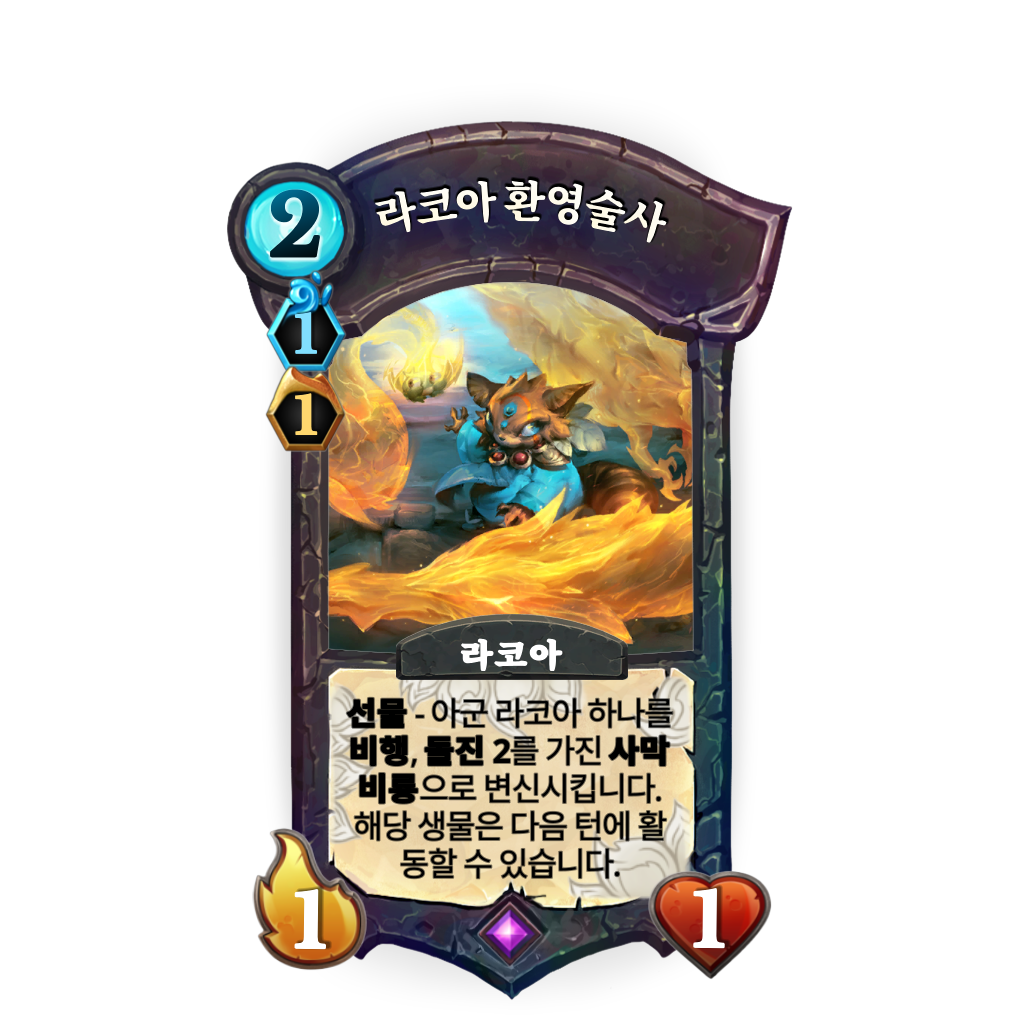 2
라코아 환영술사
1
1
라코아
선물 - 아군 라코아 하나를
비행, 돌진 2를 가진 사막
비룡으로 변신시킵니다.
해당 생물은 다음 턴에 활
동할 수 있습니다.
1
1